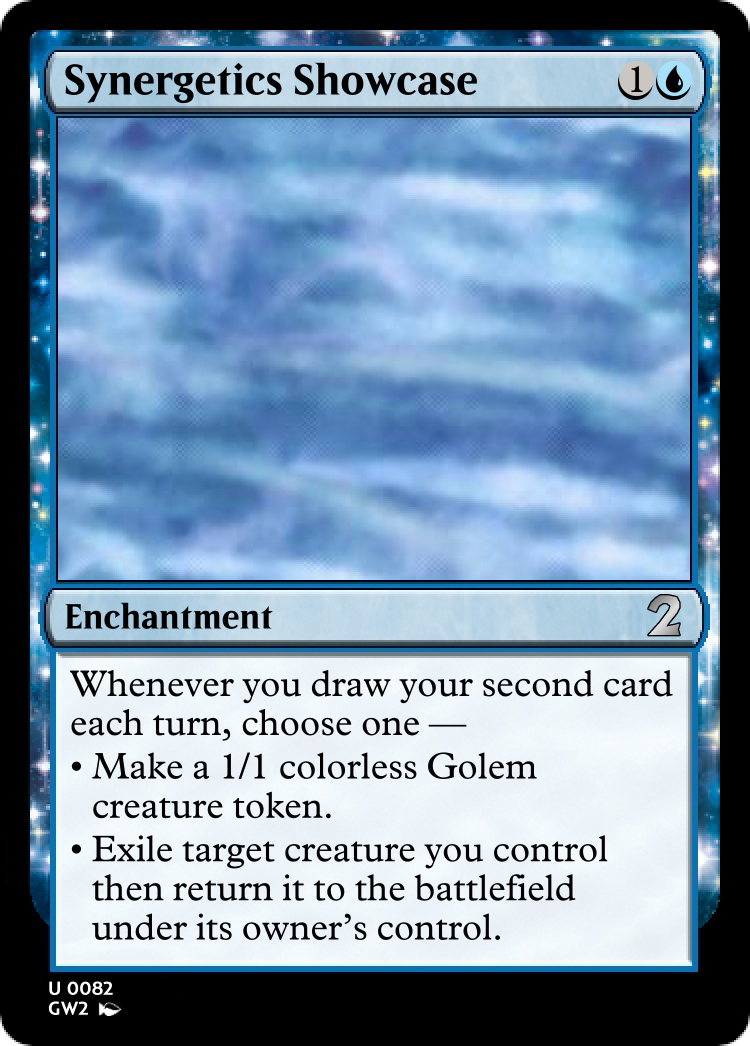 Synergetics Showcase 1
Enchantment 2
Whenever you draw your second card
each turn, choose one —
• Make a 1/1 colorless Golem
creature token.
• Exile target creature you control
then return it to the battlefield
under its owner's control.
U 0082
GW2